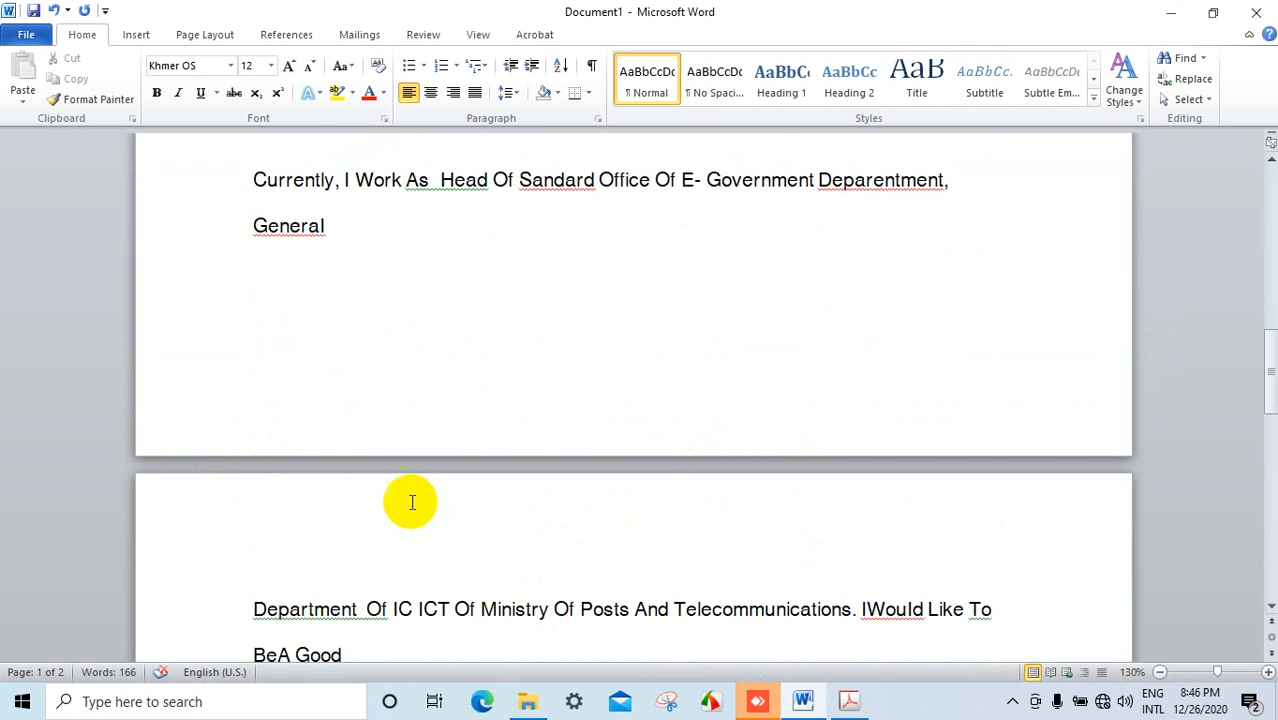 Document1 - Microsoft Word
File Home Insert Page Layout References Mailings Review View Acrobat
Cut
Copy
Paste
Format Painter
Clipboard
Khmer OS 12
Font
Paragraph
AaBbCcDc AaBbCcDc AaBbC AaBbCc AaB AaBbCcL AaBbCcDc
¶ Normal ¶ No Spaci... Heading 1 Heading 2 Title Subtitle Subtle Em...
Change Styles
Styles
Find
Replace
Select
Editing
Currently, I Work As Head Of Sandard Office Of E- Government Deparentment,
General
Department Of IC ICT Of Ministry Of Posts And Telecommunications. IWould Like To
BeA Good
Page: 1 of 2 Words: 166 English (U.S.) 130%
Type here to search
ENG INTL
8:46 PM
12/26/2020
2